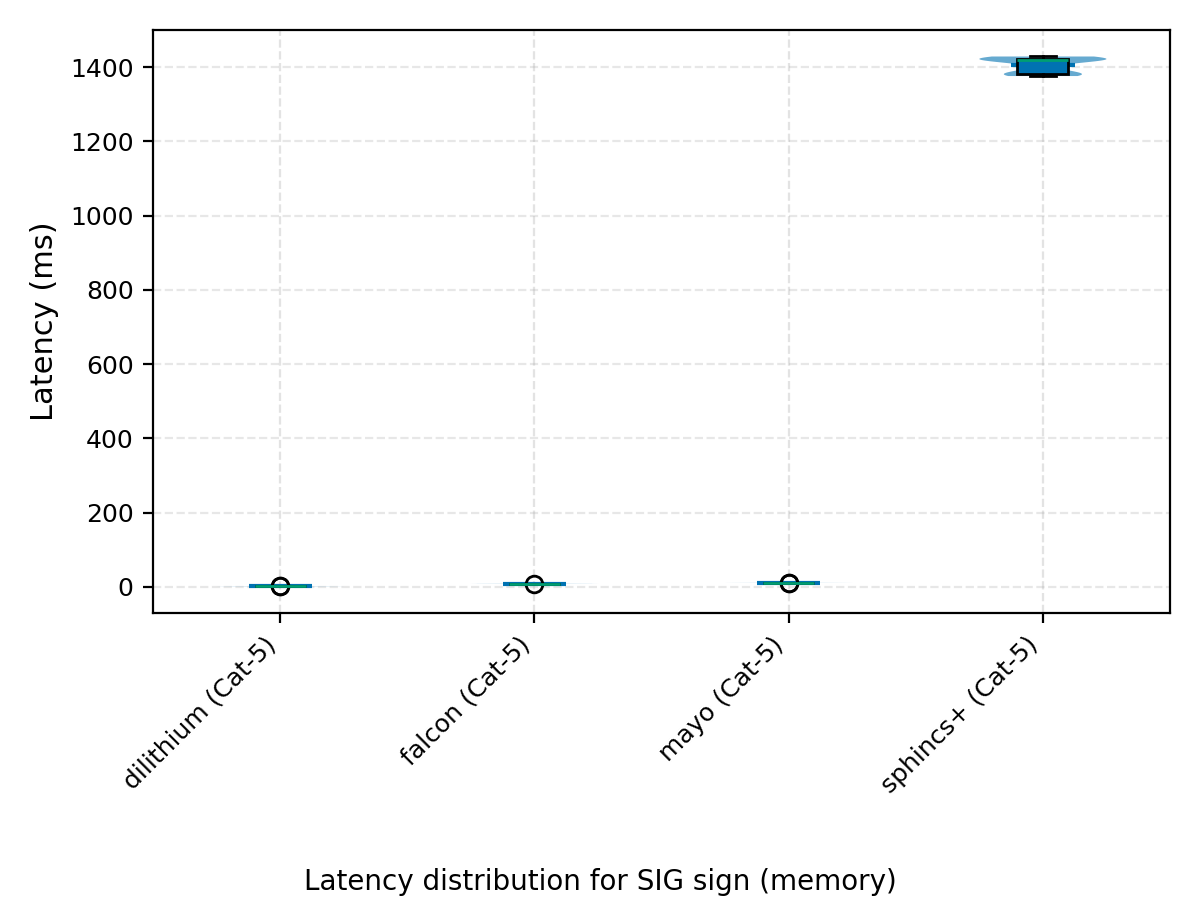 Latency (ms)
1400
1200
1000
800
600
400
200
0
dilithium (Cat-5)
falcon (Cat-5)
mayo (Cat-5)
sphincs+ (Cat-5)
Latency distribution for SIG sign (memory)